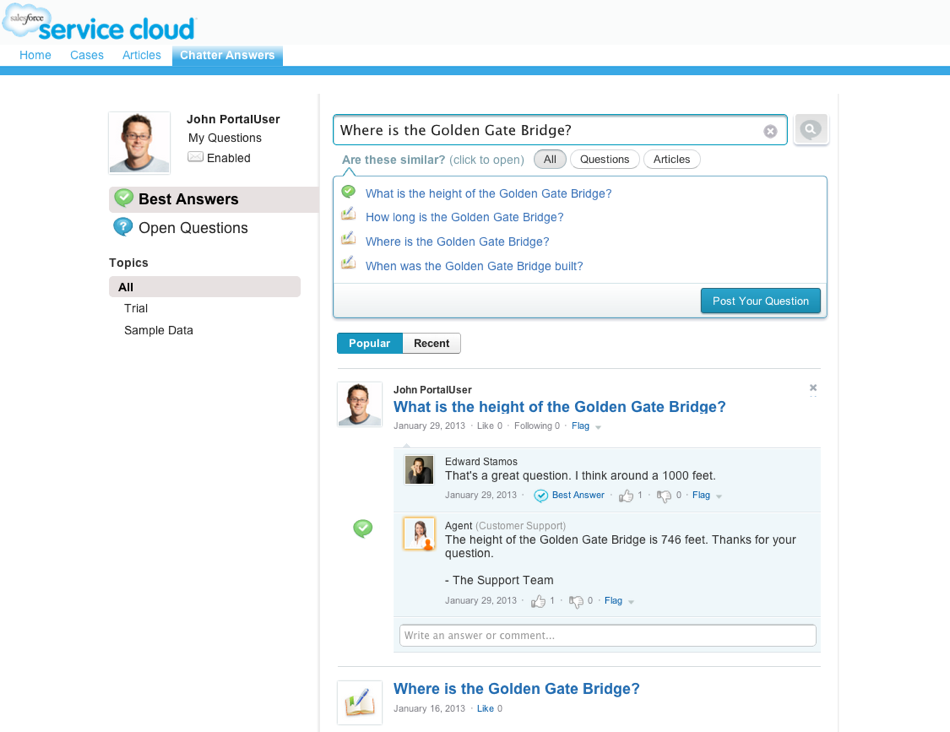 salesforce
service cloud
Home Cases Articles Chatter Answers
John PortalUser
My Questions
Enabled
Best Answers
Open Questions
Topics
All
Trial
Sample Data
Where is the Golden Gate Bridge?
Are these similar? (click to open) All Questions Articles
What is the height of the Golden Gate Bridge?
How long is the Golden Gate Bridge?
Where is the Golden Gate Bridge?
When was the Golden Gate Bridge built?
Post Your Question
Popular Recent
John PortalUser
What is the height of the Golden Gate Bridge?
January 29, 2013 · Like 0 · Following 0 · Flag
Edward Stamos
That's a great question. I think around a 1000 feet.
January 29, 2013 · Best Answer · 1 · 0 · Flag
Agent (Customer Support)
The height of the Golden Gate Bridge is 746 feet. Thanks for your
question.
- The Support Team
January 29, 2013 · 1 · 0 · Flag
Write an answer or comment...
Where is the Golden Gate Bridge?
January 16, 2013 · Like 0